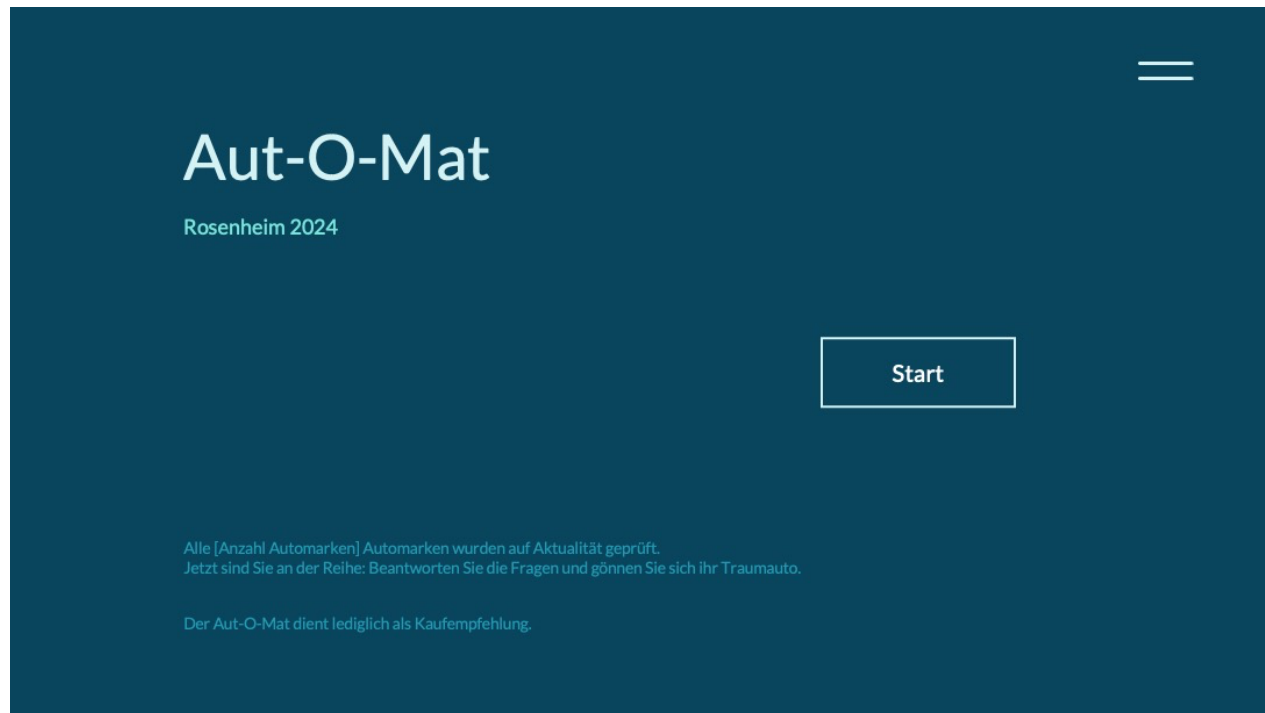 Aut-O-Mat
Rosenheim 2024
Start
Alle [Anzahl Automarken] Automarken wurden auf Aktualität geprüft.
Jetzt sind Sie an der Reihe: Beantworten Sie die Fragen und gönnen Sie sich ihr Traumauto.
Der Aut-O-Mat dient lediglich als Kaufempfehlung.